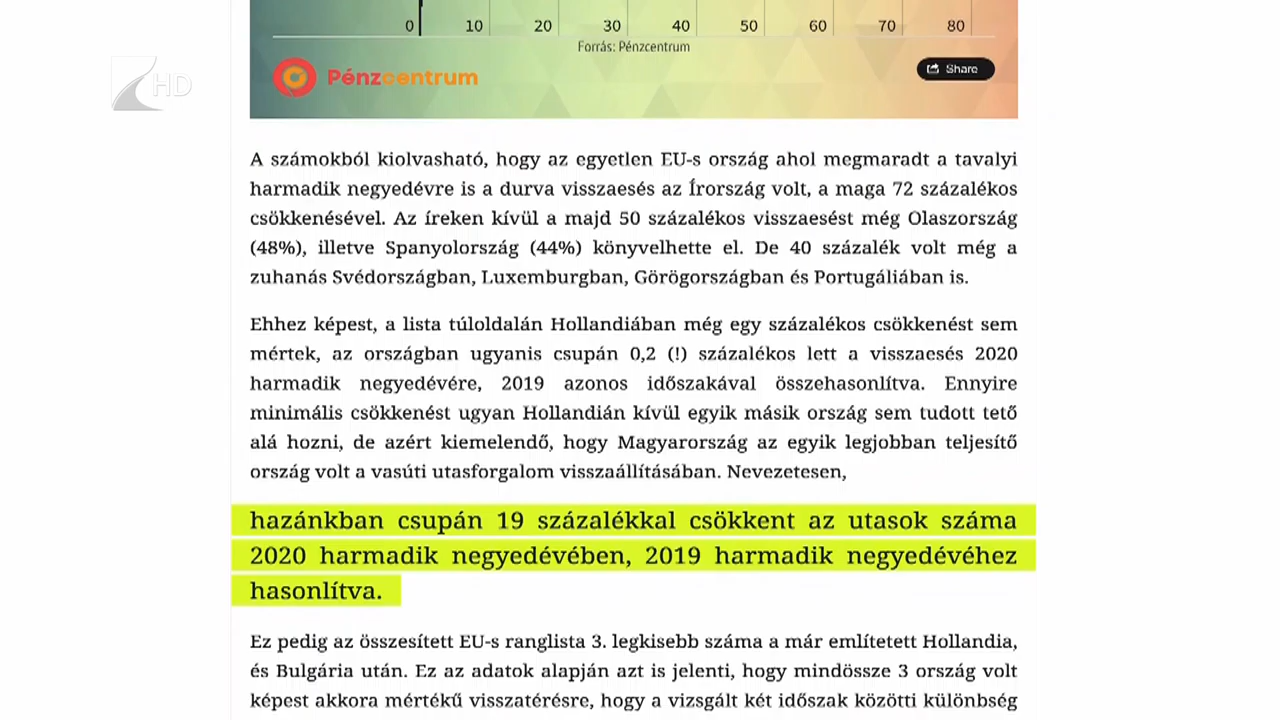 0 10 20 30 40 50 60 70 80
Forrás: Pénzcentrum
Pénzcentrum
Share
HD
A számokból kiolvasható, hogy az egyetlen EU-s ország ahol megmaradt a tavalyi
harmadik negyedévre is a durva visszaesés az Írország volt, a maga 72 százalékos
csökkenésével. Az íreken kívül a majd 50 százalékos visszaesést még Olaszország
(48%), illetve Spanyolország (44%) könyvelhette el. De 40 százalék volt még a
zuhanás Svédországban, Luxemburgban, Görögországban és Portugáliában is.
Ehhez képest, a lista túloldalán Hollandiában még egy százalékos csökkenést sem
mértek, az országban ugyanis csupán 0,2 (!) százalékos lett a visszaesés 2020
harmadik negyedévére, 2019 azonos időszakával összehasonlítva. Ennyire
minimális csökkenést ugyan Hollandián kívül egyik másik ország sem tudott tető
alá hozni, de azért kiemelendő, hogy Magyarország az egyik legjobban teljesítő
ország volt a vasúti utasforgalom visszaállításában. Nevezetesen,
hazánkban csupán 19 százalékkal csökkent az utasok száma
2020 harmadik negyedévében, 2019 harmadik negyedévéhez
hasonlítva.
Ez pedig az összesített EU-s ranglista 3. legkisebb száma a már említetett Hollandia,
és Bulgária után. Ez az adatok alapján azt is jelenti, hogy mindössze 3 ország volt
képest akkora mértékű visszatérésre, hogy a vizsgált két időszak közötti különbség